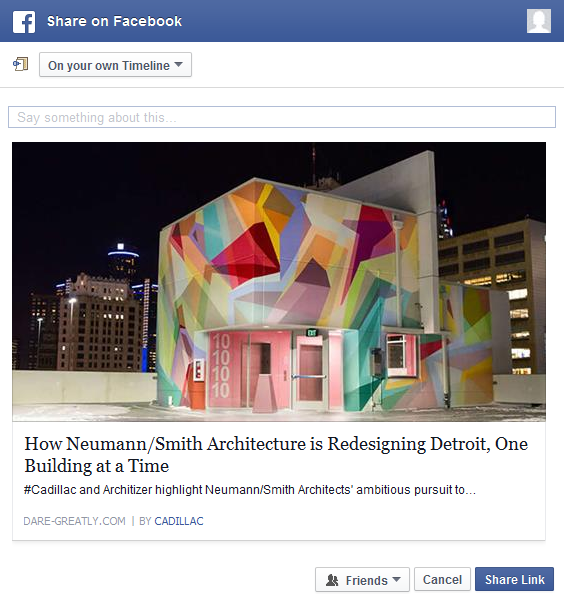 f Share on Facebook
On your own Timeline
Say something about this...
EXIT
10
10
10
10
How Neumann/Smith Architecture is Redesigning Detroit, One
Building at a Time
#Cadillac and Architizer highlight Neumann/Smith Architects' ambitious pursuit to...
DARE-GREATLY.COM | BY CADILLAC
Friends
Cancel
Share Link